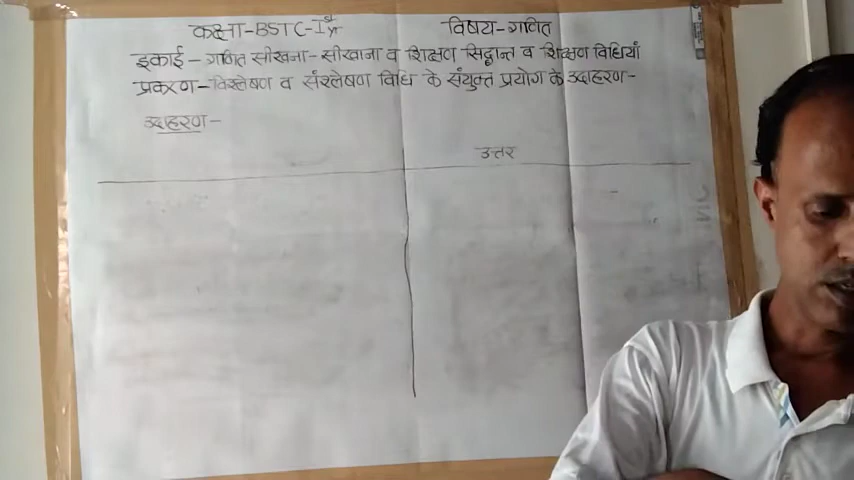 कक्षा-BSTC-Ist yr विषय-गणित
इकाई - गणित सीखना-सीखाना व शिक्षण सिद्धान्त व शिक्षण विधियां
प्रकरण-विश्लेषण व संश्लेषण विधि के संयुक्त प्रयोग के उदाहरण-
उदाहरण-
उत्तर